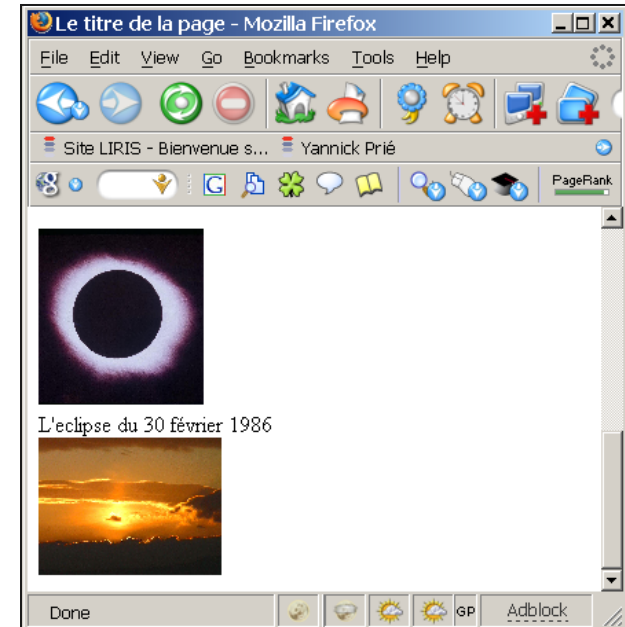 Le titre de la page - Mozilla Firefox
File Edit View Go Bookmarks Tools Help
Site LIRIS - Bienvenue s... Yannick Prié
G PageRank
L'eclipse du 30 février 1986
Done GP Adblock